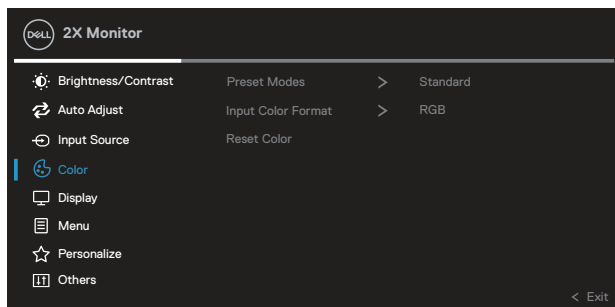 DELL 2X Monitor
Brightness/Contrast Preset Modes > Standard
Auto Adjust Input Color Format > RGB
Input Source Reset Color
Color
Display
Menu
Personalize
Others
< Exit